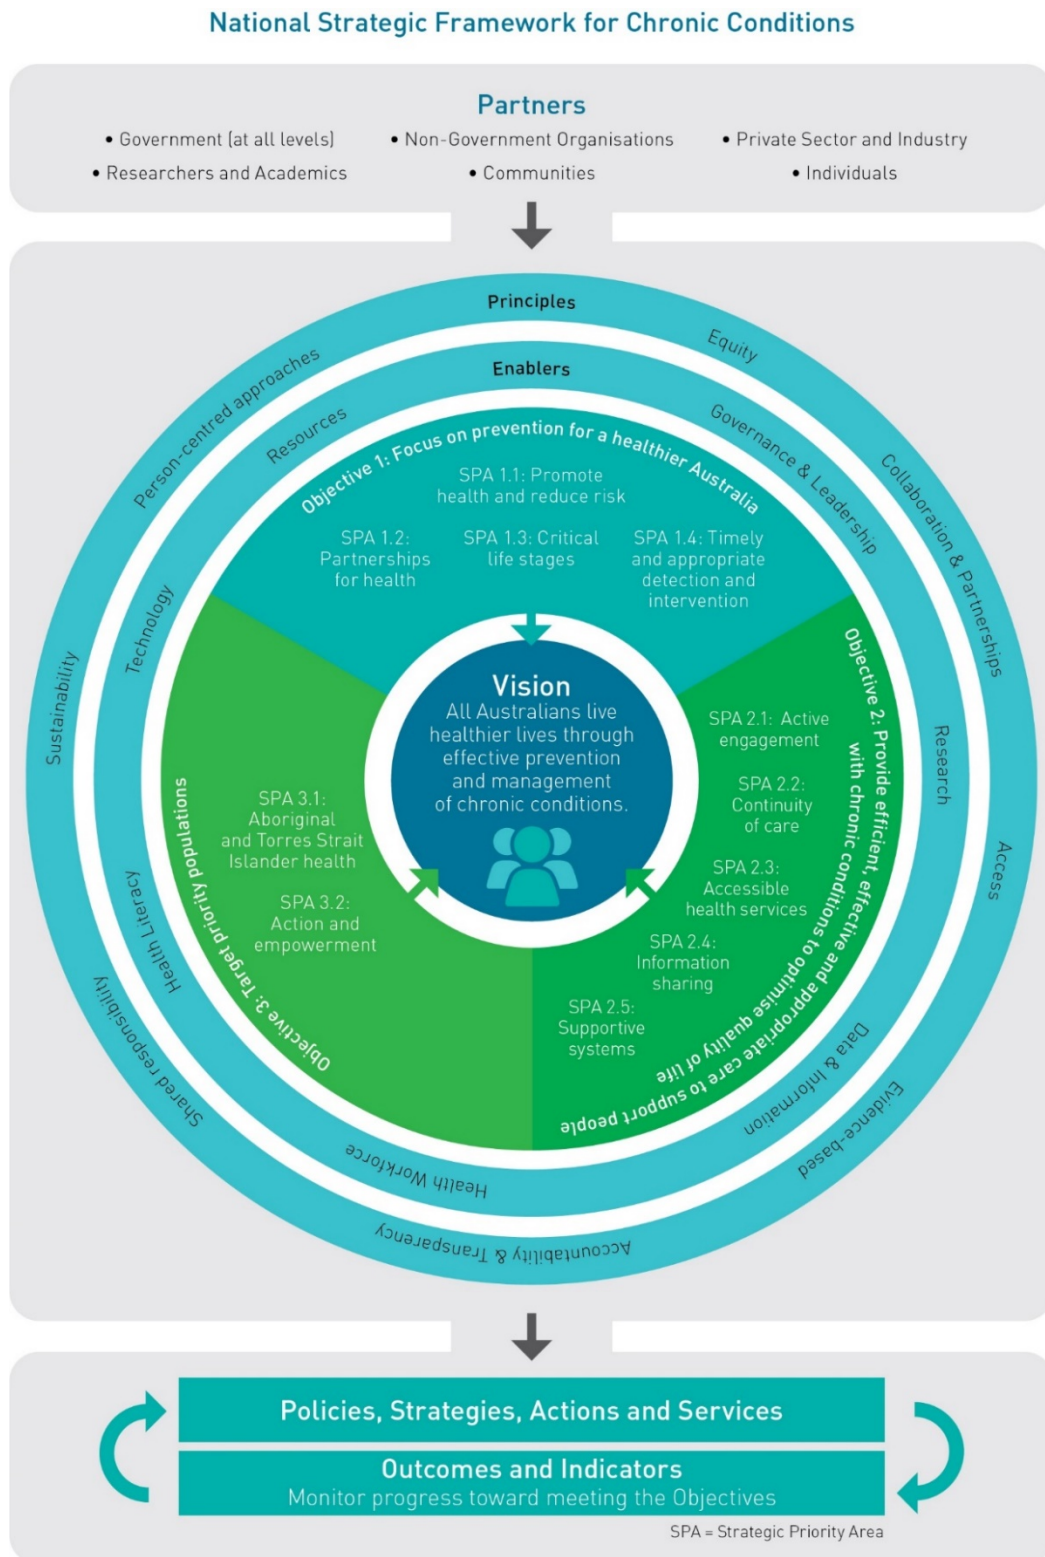 National Strategic Framework for Chronic Conditions
Partners
• Government (at all levels)
• Non-Government Organisations
• Private Sector and Industry
• Researchers and Academics
• Communities
• Individuals
Principles
Equity
Collaboration & Partnerships
Access
Evidence-based
Accountability & Transparency
Shared responsibility
Sustainability
Person-centred approaches
Enablers
Governance & Leadership
Research
Data & Information
Health Workforce
Health Literacy
Technology
Resources
Objective 1: Focus on prevention for a healthier Australia
SPA 1.1: Promote
health and reduce risk
SPA 1.2:
Partnerships
for health
SPA 1.3: Critical
life stages
SPA 1.4: Timely
and appropriate
detection and
intervention
Objective 2: Provide efficient, effective and appropriate care to support people
with chronic conditions to optimise quality of life
SPA 2.1: Active
engagement
SPA 2.2:
Continuity
of care
SPA 2.3:
Accessible
health services
SPA 2.4:
Information
sharing
SPA 2.5:
Supportive
systems
Objective 3: Target priority populations
SPA 3.1:
Aboriginal
and Torres Strait
Islander health
SPA 3.2:
Action and
empowerment
Vision
All Australians live
healthier lives through
effective prevention
and management
of chronic conditions.
Policies, Strategies, Actions and Services
Outcomes and Indicators
Monitor progress toward meeting the Objectives
SPA = Strategic Priority Area